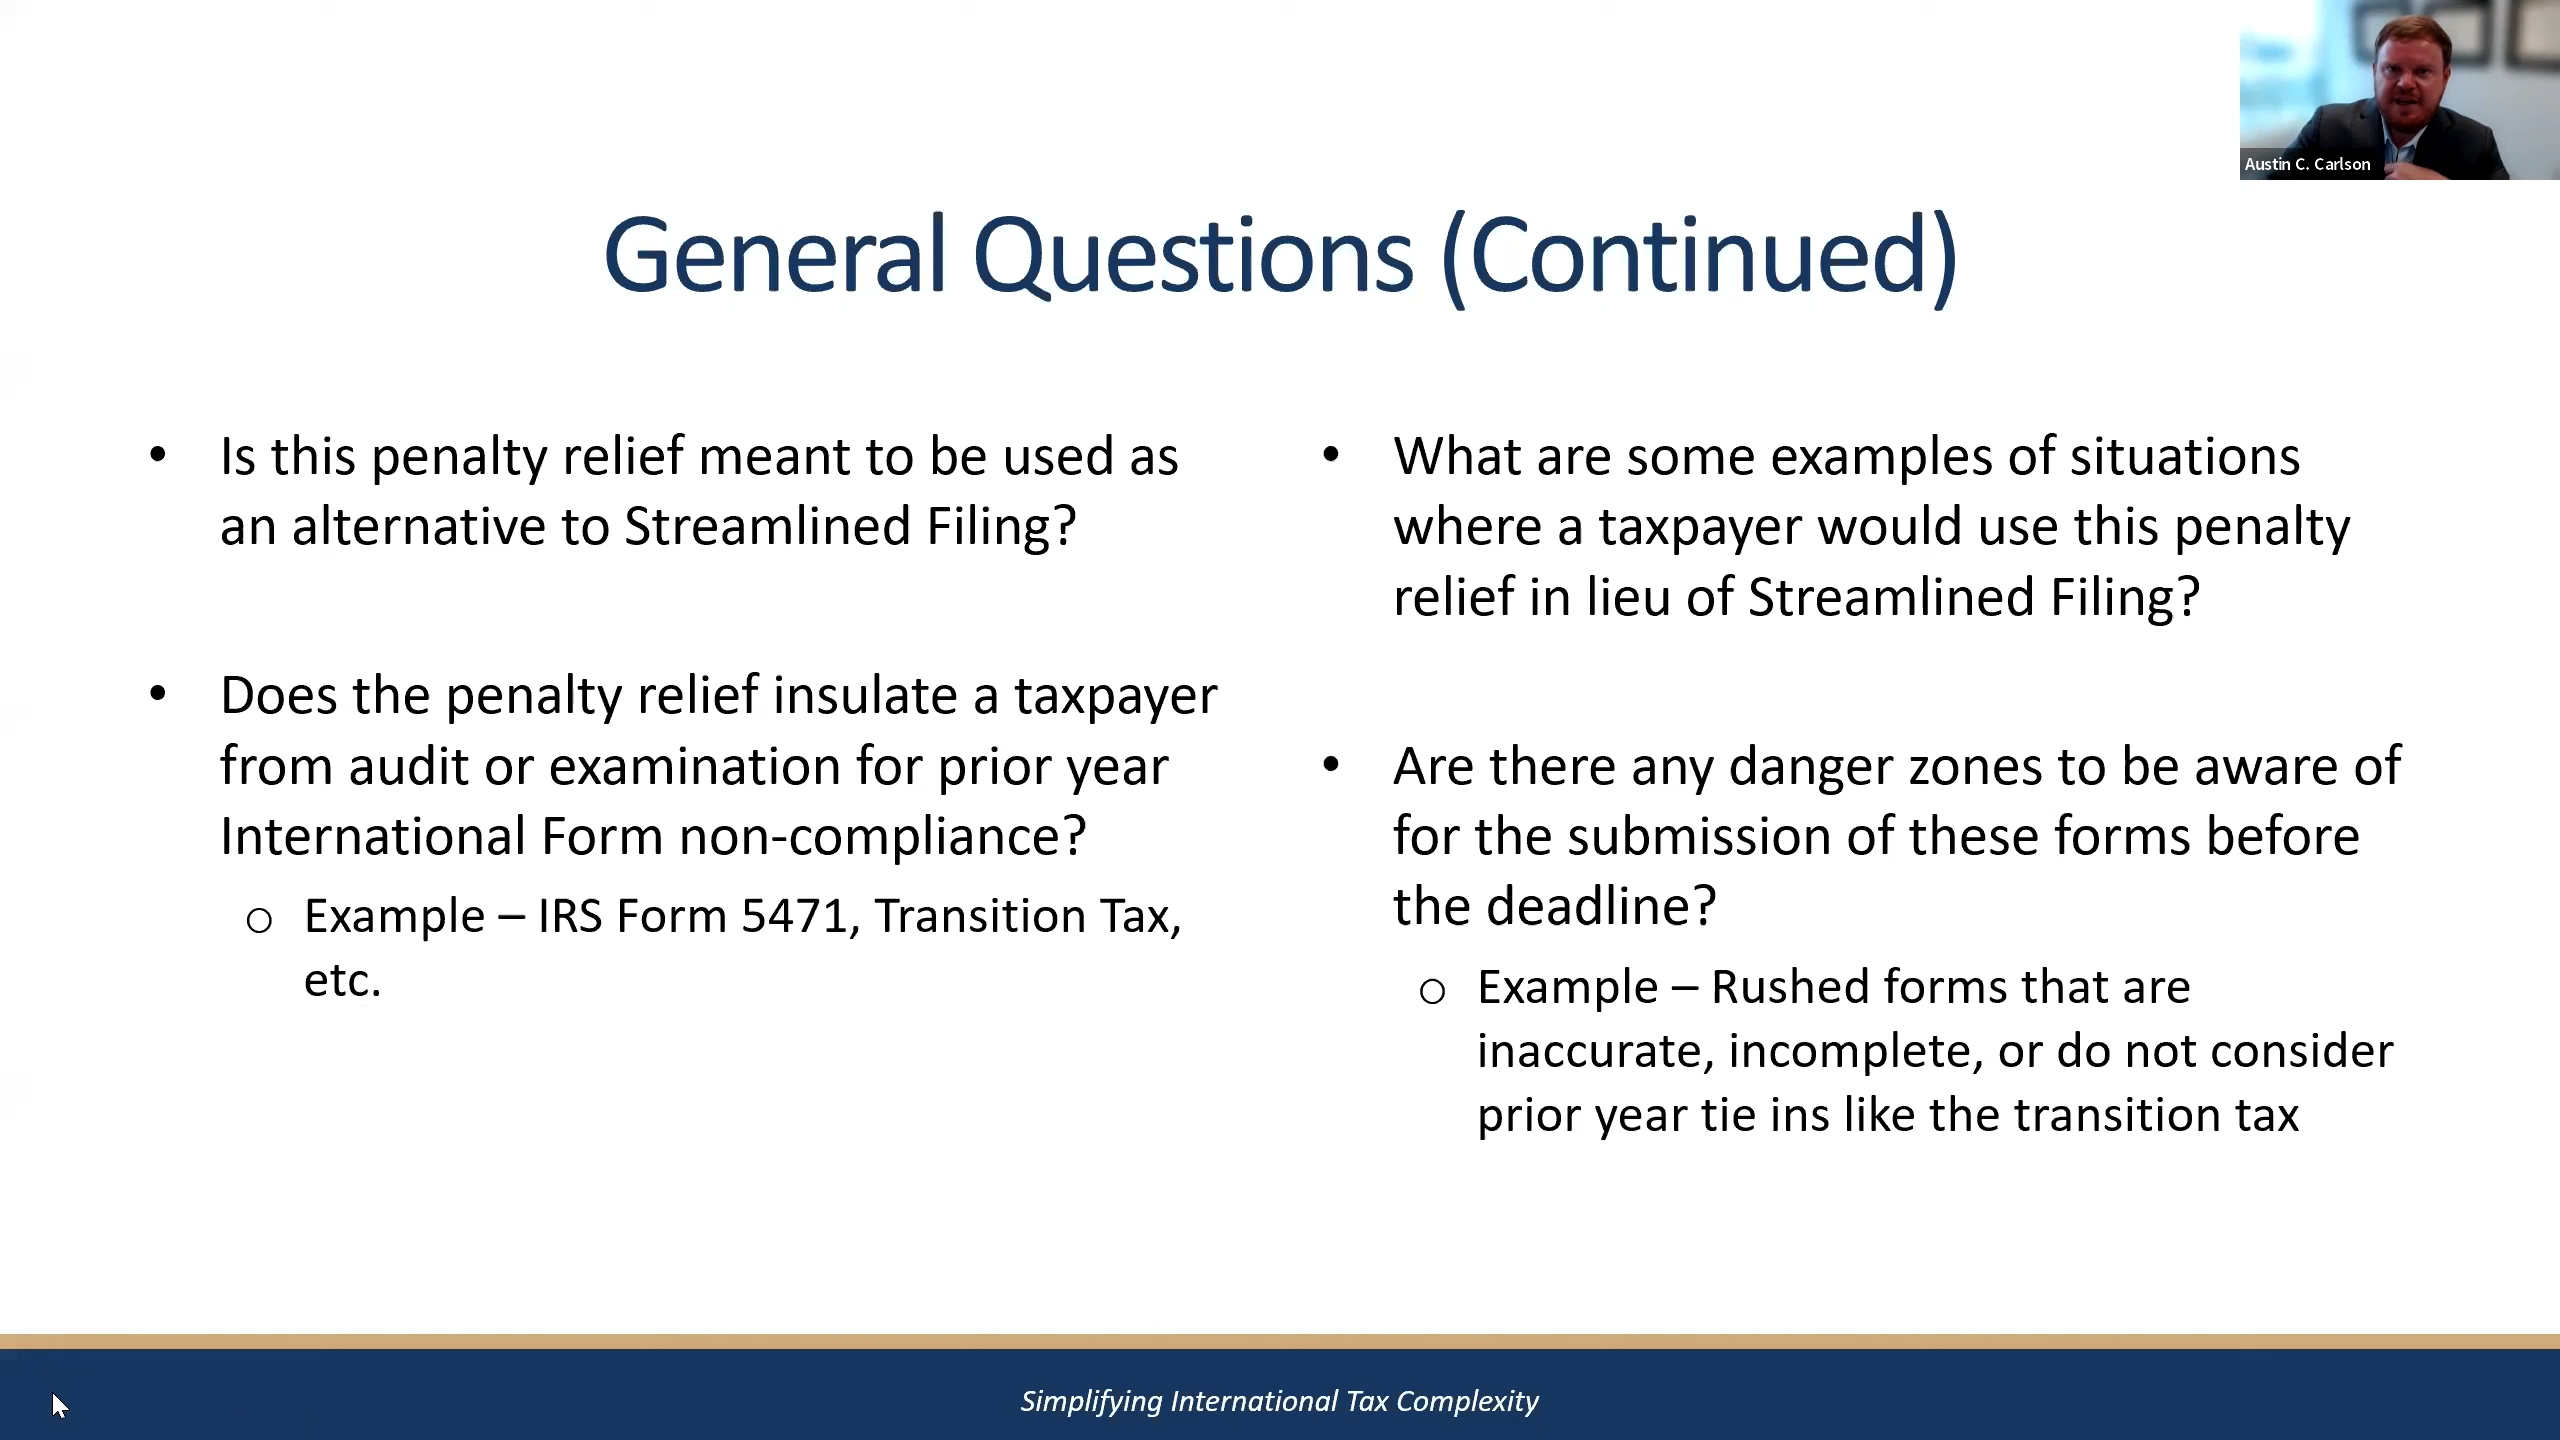 Austin C. Carlson
General Questions (Continued)
• Is this penalty relief meant to be used as
an alternative to Streamlined Filing?
• Does the penalty relief insulate a taxpayer
from audit or examination for prior year
International Form non-compliance?
o Example – IRS Form 5471, Transition Tax,
etc.
• What are some examples of situations
where a taxpayer would use this penalty
relief in lieu of Streamlined Filing?
• Are there any danger zones to be aware of
for the submission of these forms before
the deadline?
o Example – Rushed forms that are
inaccurate, incomplete, or do not consider
prior year tie ins like the transition tax
Simplifying International Tax Complexity